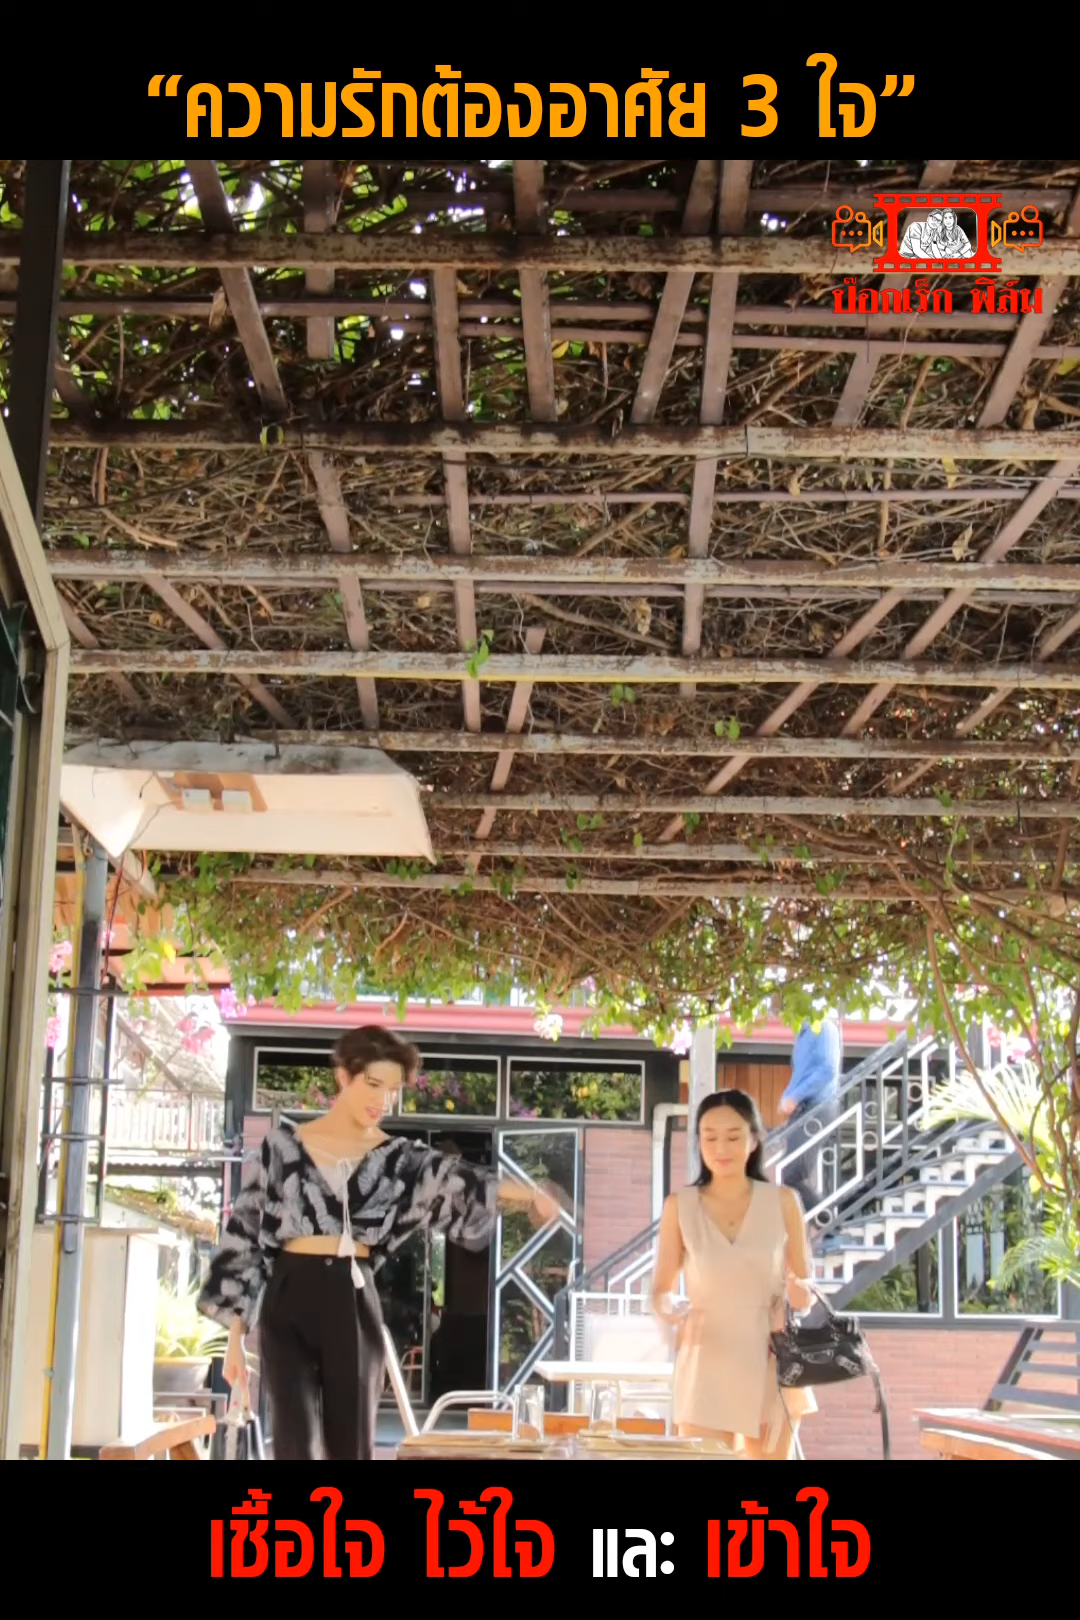 “ความรักต้องอาศัย 3 ใจ”
ป๊อกเร็ก ฟิล์ม
เชื้อใจ ไว้ใจ และ เข้าใจ